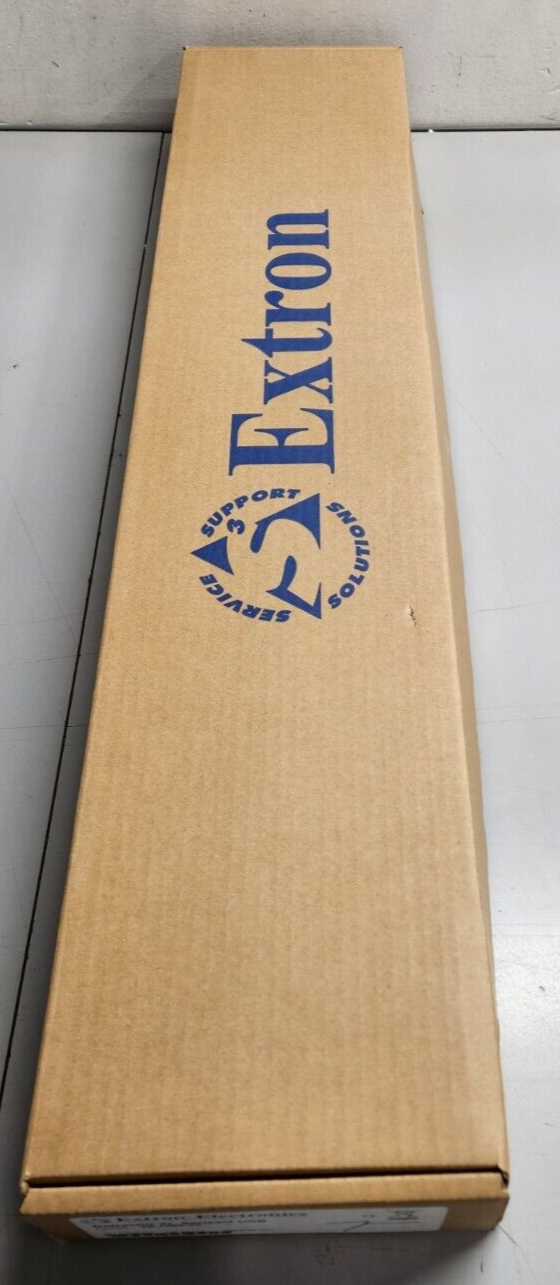 Extron
SERVICE
SUPPORT
SOLUTIONS
3
S
Extron Electronics